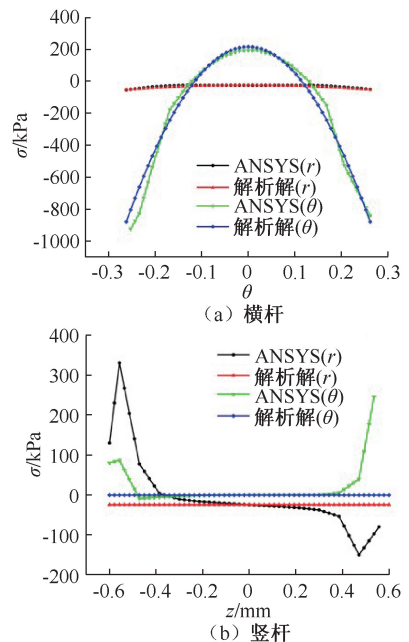 400
200
0
-200
-400
-600
-800
-1000
σ/kPa
ANSYS(r)
解析解(r)
ANSYS(θ)
解析解(θ)
-0.3 -0.2 -0.1 0 0.1 0.2 0.3
θ
（a）横杆
400
300
200
100
0
-100
-200
σ/kPa
ANSYS(r)
解析解(r)
ANSYS(θ)
解析解(θ)
-0.6 -0.4 -0.2 0 0.2 0.4 0.6
z/mm
（b）竖杆